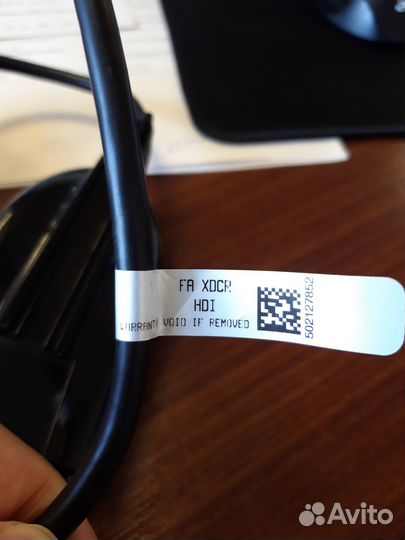 FA XDCR
HDI
WARRANTY VOID IF REMOVED
502127852
Avito